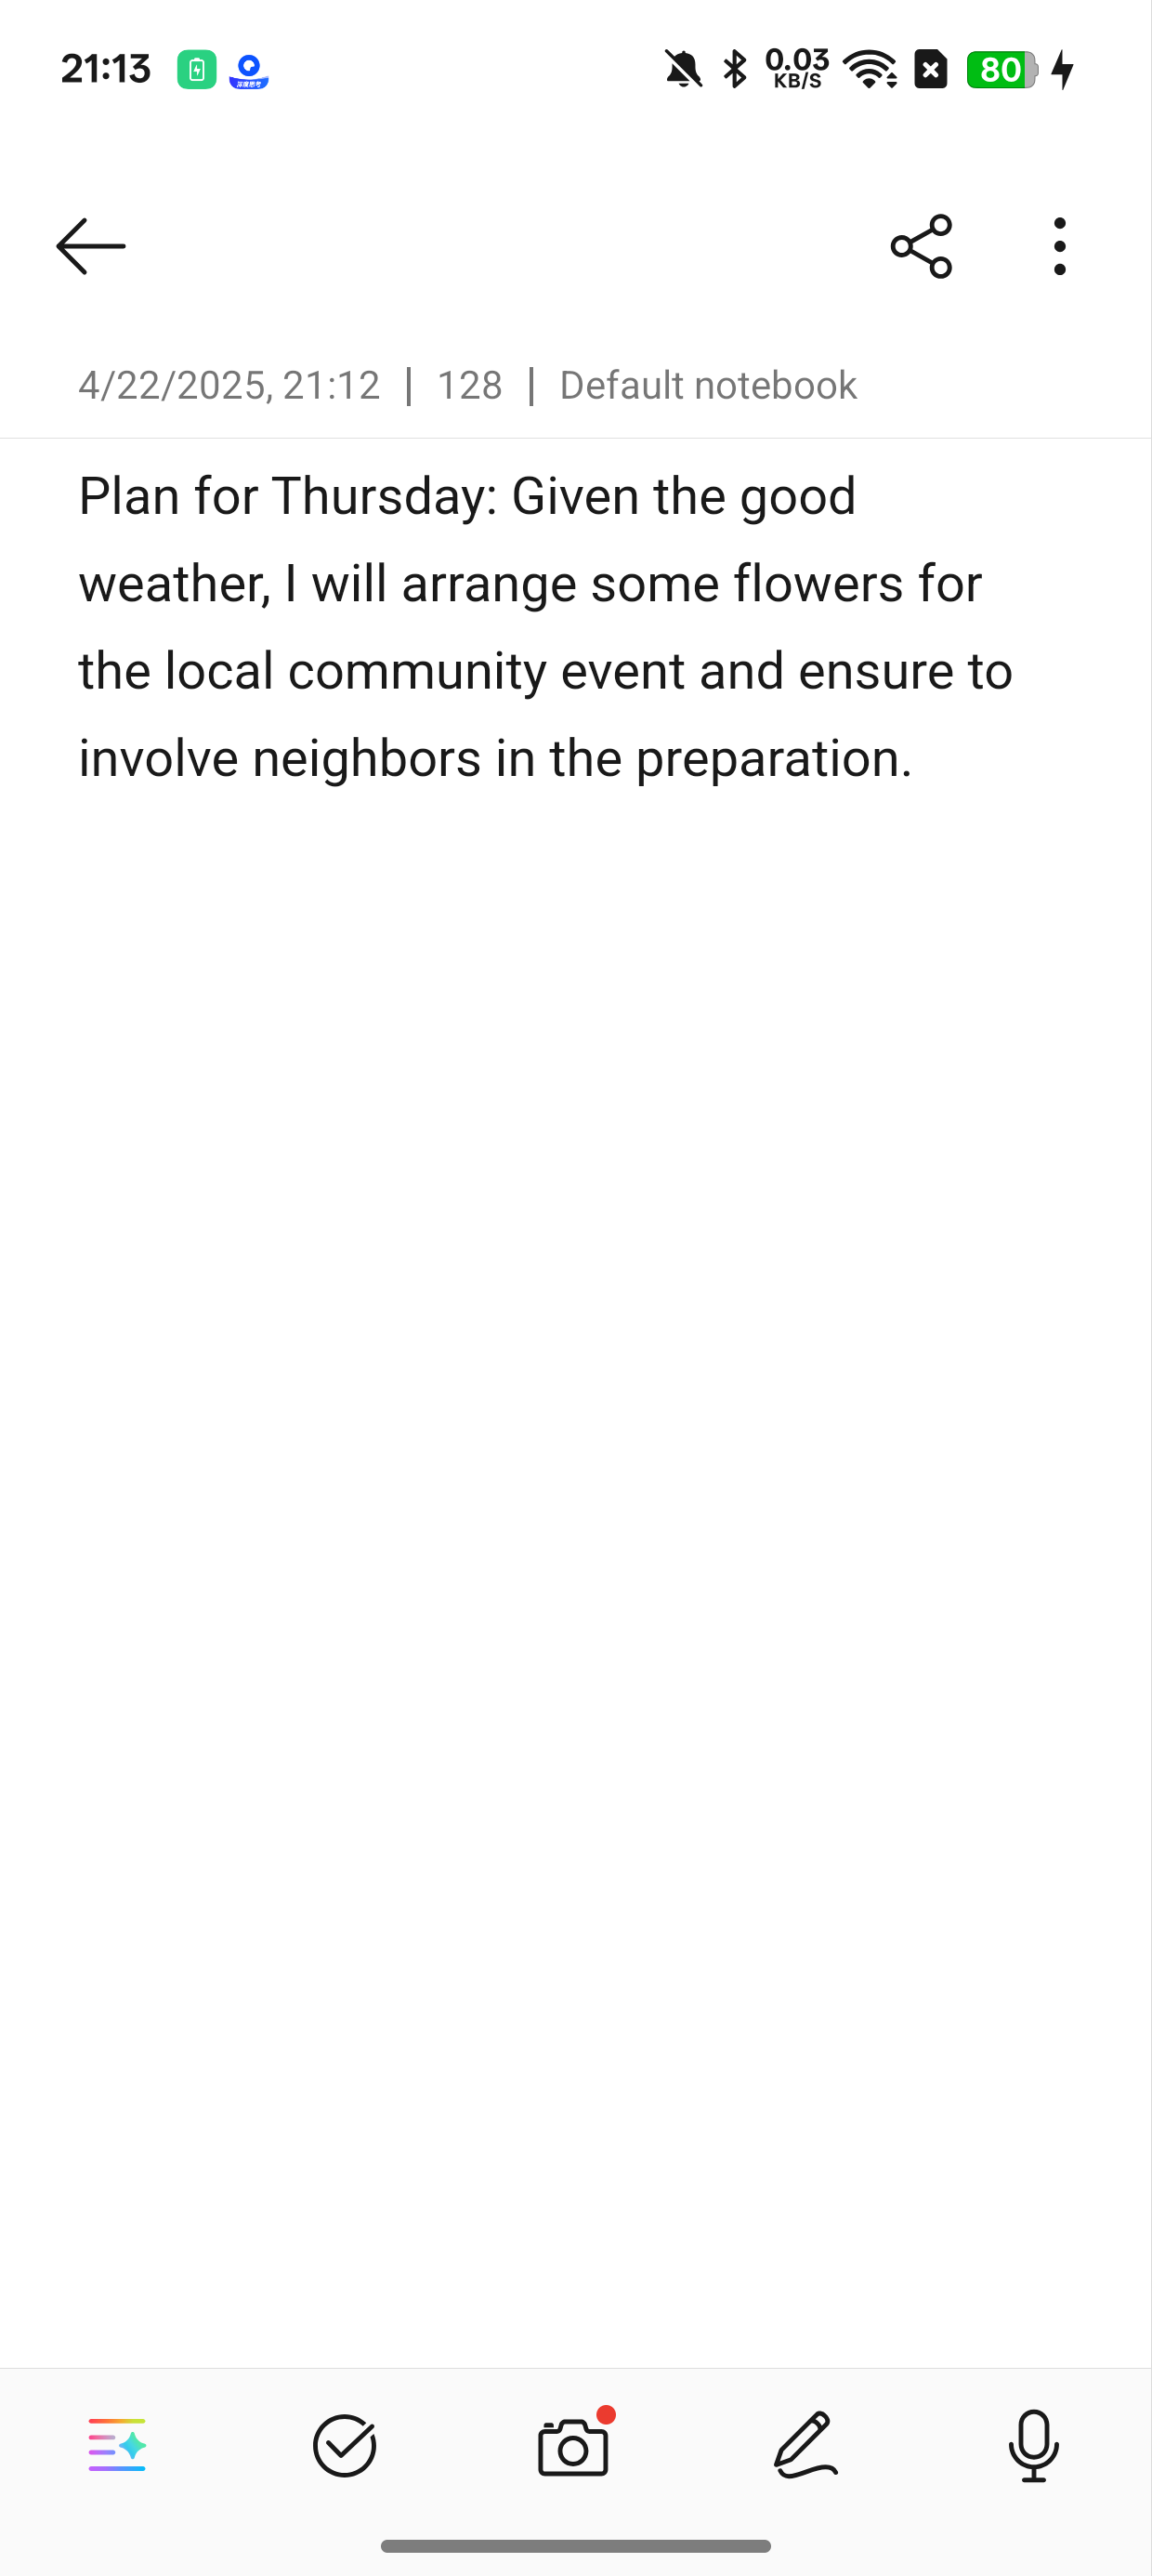 21:13
0.03
KB/S
80
4/22/2025, 21:12 | 128 | Default notebook
Plan for Thursday: Given the good
weather, I will arrange some flowers for
the local community event and ensure to
involve neighbors in the preparation.